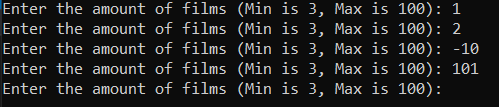 Enter the amount of films (Min is 3, Max is 100): 1
Enter the amount of films (Min is 3, Max is 100): 2
Enter the amount of films (Min is 3, Max is 100): -10
Enter the amount of films (Min is 3, Max is 100): 101
Enter the amount of films (Min is 3, Max is 100):